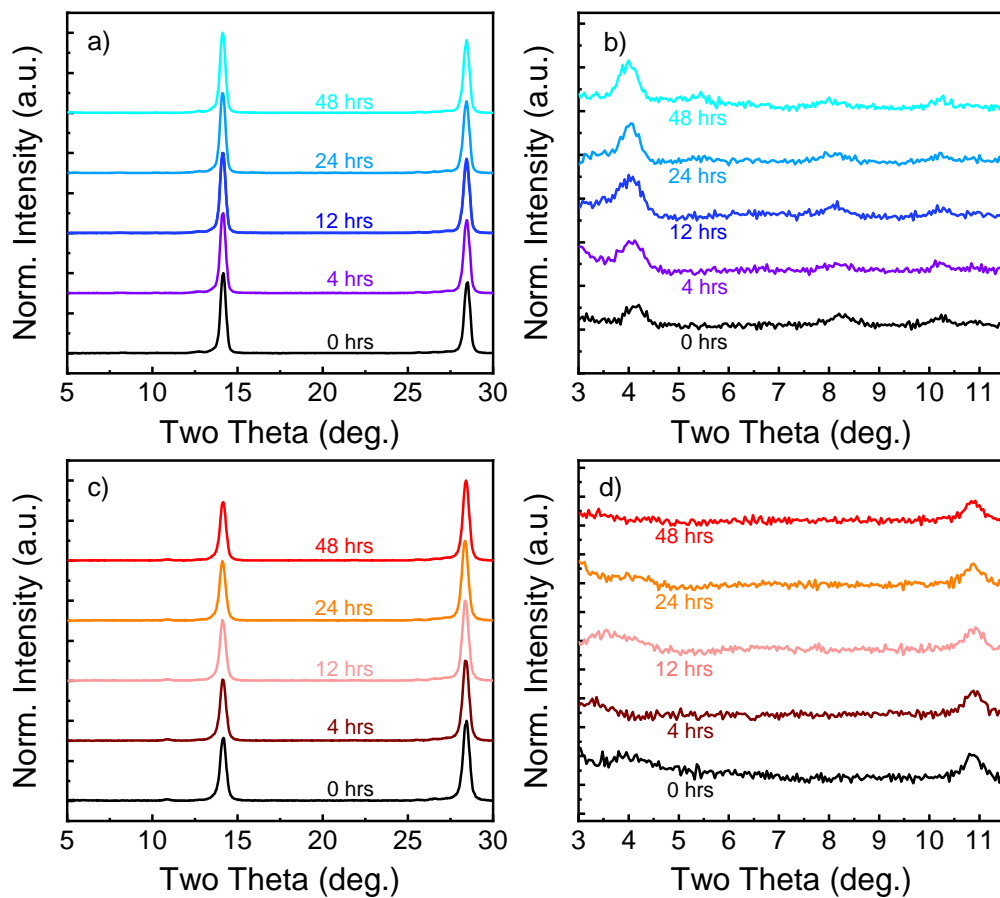 a)
Norm. Intensity (a.u.)
48 hrs
24 hrs
12 hrs
4 hrs
0 hrs
5 10 15 20 25 30
Two Theta (deg.)
b)
Norm. Intensity (a.u.)
48 hrs
24 hrs
12 hrs
4 hrs
0 hrs
3 4 5 6 7 8 9 10 11
Two Theta (deg.)
c)
Norm. Intensity (a.u.)
48 hrs
24 hrs
12 hrs
4 hrs
0 hrs
5 10 15 20 25 30
Two Theta (deg.)
d)
Norm. Intensity (a.u.)
48 hrs
24 hrs
12 hrs
4 hrs
0 hrs
3 4 5 6 7 8 9 10 11
Two Theta (deg.)